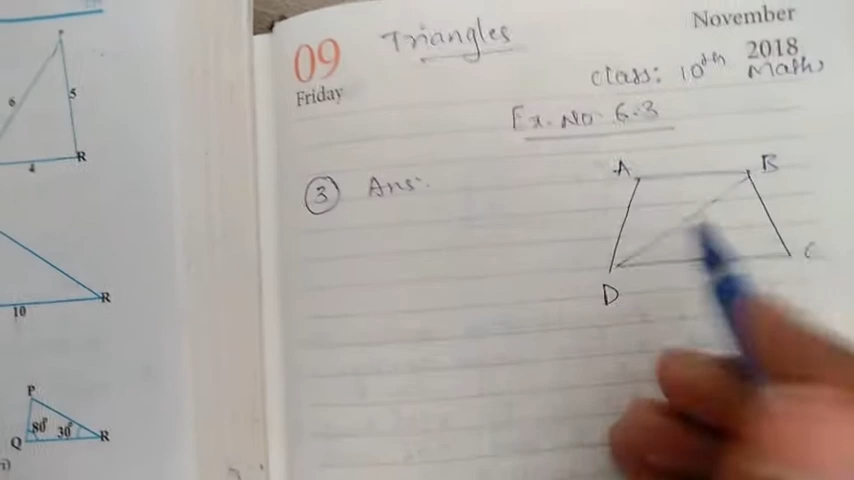 6
5
4
R
R
10
P
80°
30°
Q
R
09
Friday
Triangles
November
2018
Class: 10th Maths
Ex. No 6.3
3 Ans:
A
B
C
D